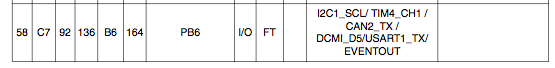 58 C7 92 136 B6 164 PB6 I/O FT I2C1_SCL/ TIM4_CH1 /
CAN2_TX /
DCMI_D5/USART1_TX/
EVENTOUT